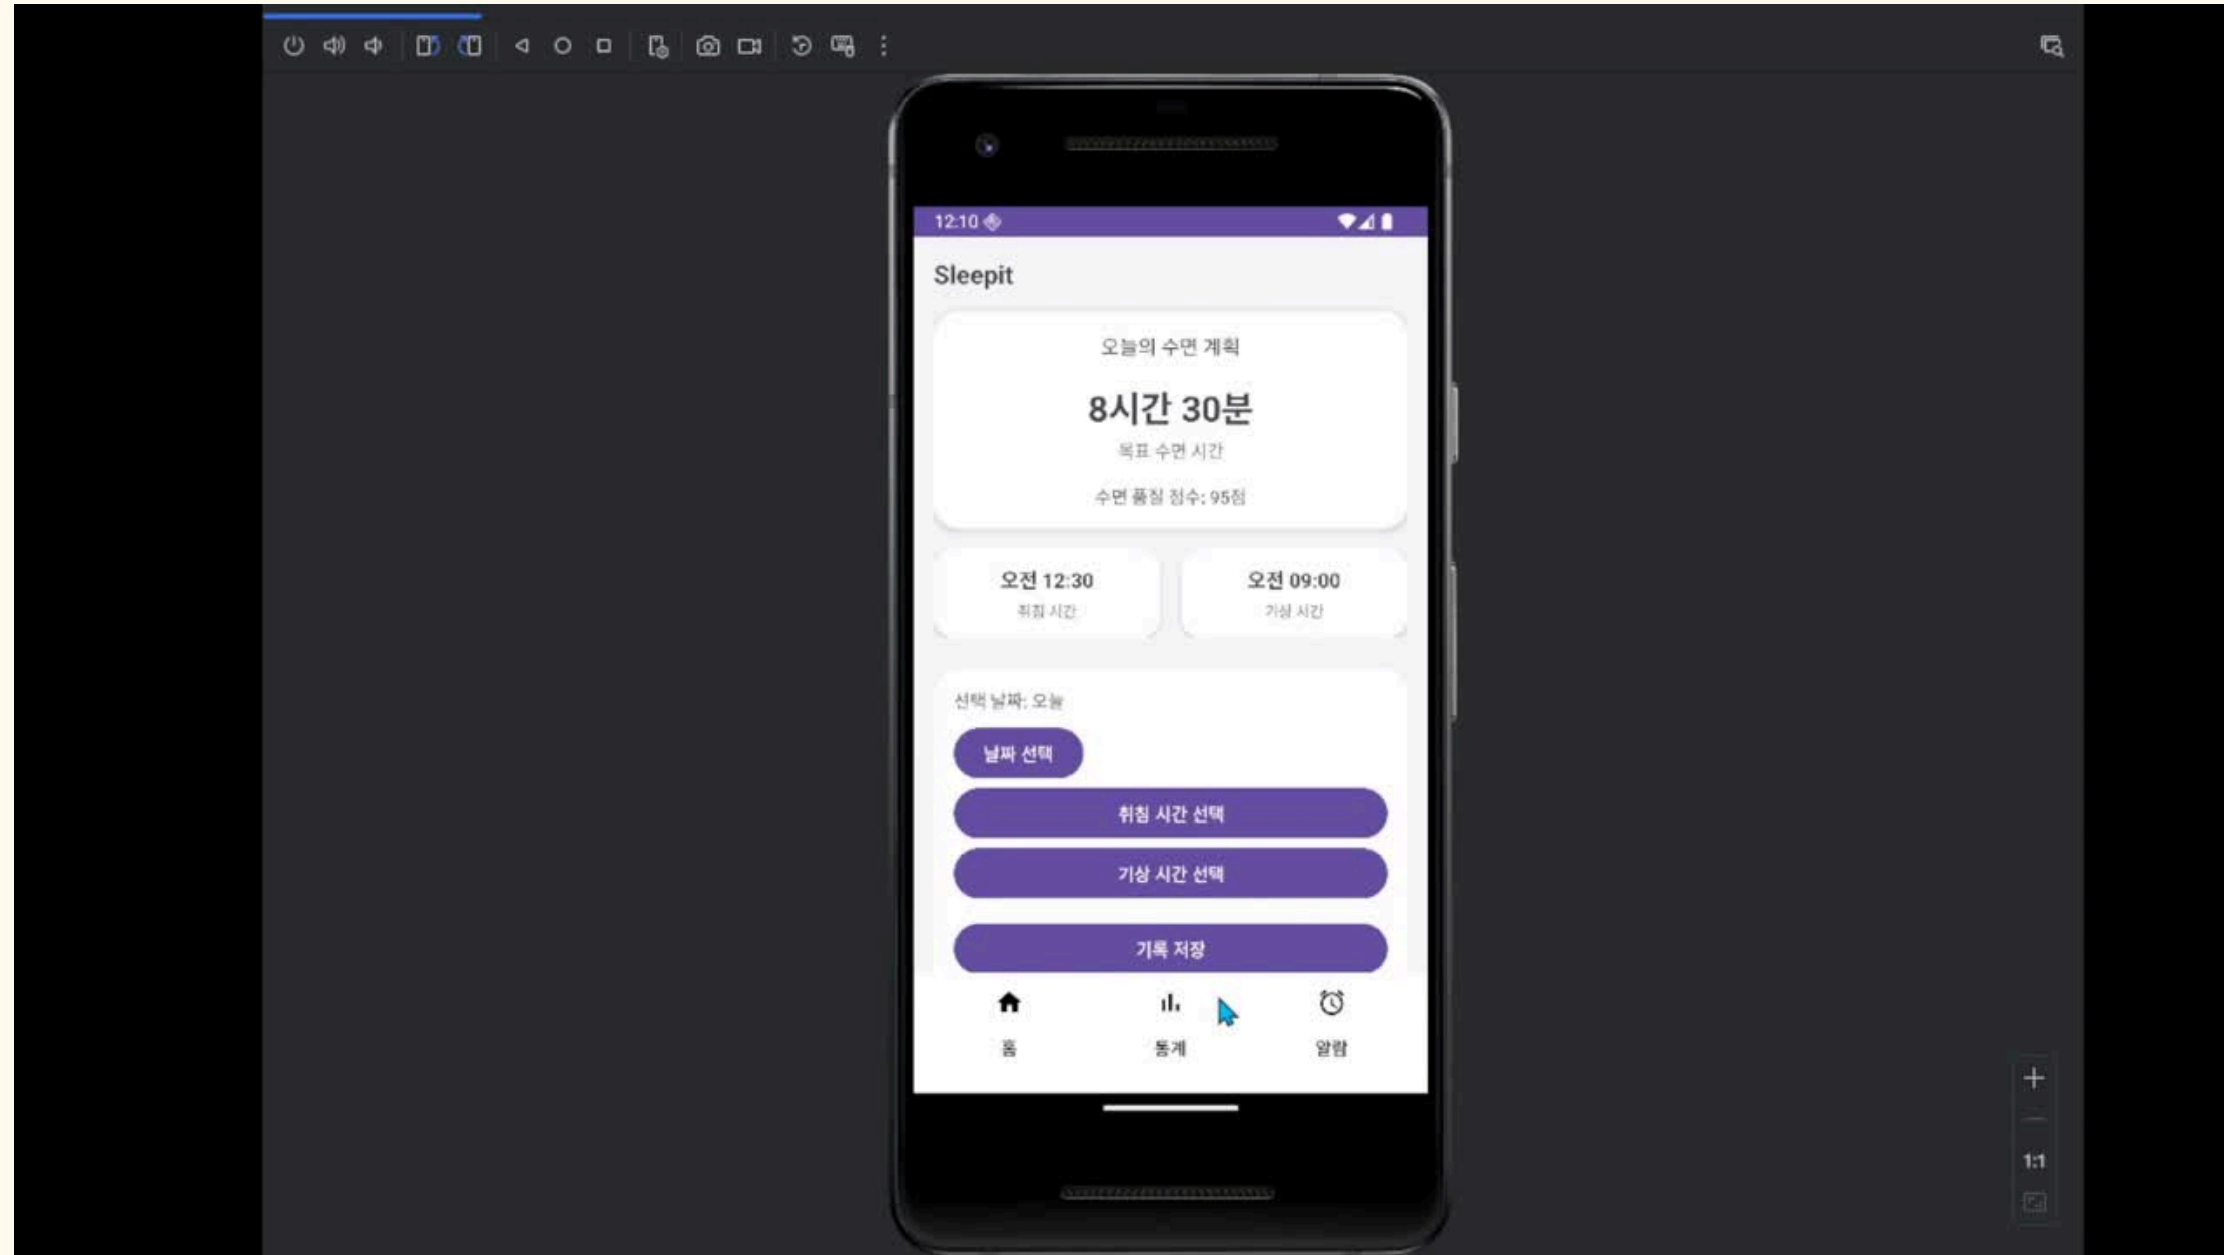 12:10
Sleepit
오늘의 수면 계획
8시간 30분
목표 수면 시간
수면 품질 점수: 95점
오전 12:30
오전 09:00
취침 시간
기상 시간
선택 날짜: 오늘
날짜 선택
취침 시간 선택
기상 시간 선택
기록 저장
홈
통계
알람
1:1